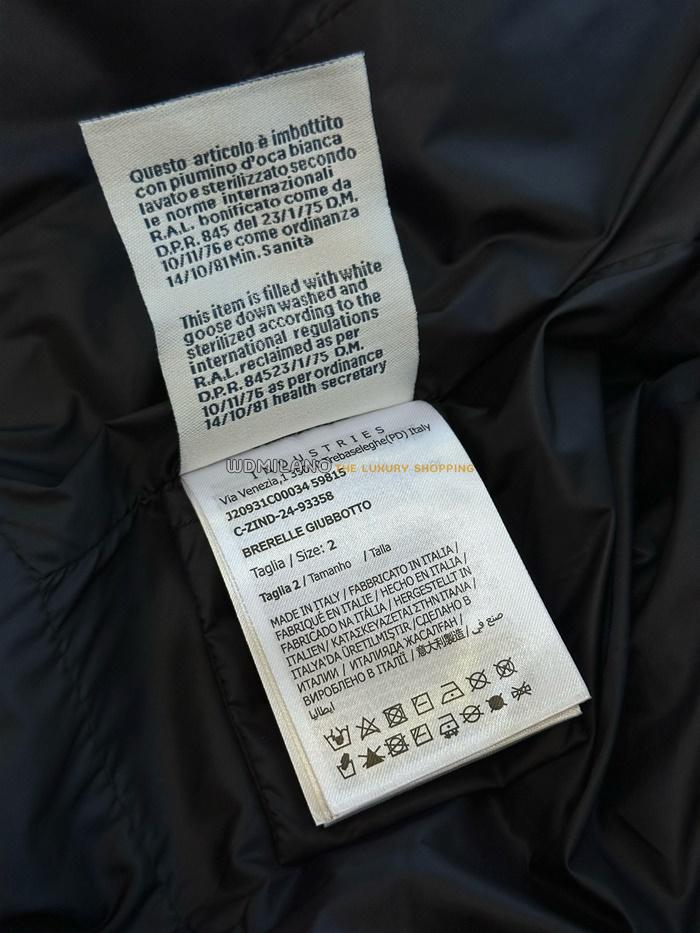 Questo articolo è imbottito
con piumino d'oca bianca
lavato e sterilizzato secondo
le norme internazionali
R.A.L. bonificato come da
D.P.R. 845 del 23/1/75 D.M.
10/11/76 e come ordinanza
14/10/81 Min. Sanità
This item is filled with white
goose down washed and
sterilized according to the
international regulations
R.A.L. reclaimed as per
D.P.R. 84523/1/75 D.M.
10/11/76 as per ordinance
14/10/81 health secretary
INDUSTRIES
WDMILANO THE LUXURY SHOPPING
Via Venezia,1 Trebaseleghe(PD) Italy
J20931C00034 59815
C-ZIND-24-93358
BRERELLE GIUBBOTTO
Taglia / Size: 2
Taglia 2 / Tamanho / Talla
MADE IN ITALY / FABBRICATO IN ITALIA /
FABRIQUÉ EN ITALIE / HECHO EN ITALIA /
FABRICADO NA ITÁLIA / HERGESTELLT IN
ITALIEN/ ΚΑΤΑΣΚΕΥΑΖΕΤΑΙ ΣΤΗΝ ΙΤΑΛΙΑ /
ITALYA'DA ÜRETILMIŞTIR /СДЕЛАНО В
ИТАЛИИ / ИТАЛИЯДА ЖАСАЛҒАН /
ВИРОБЛЕНО В ІТАЛІЇ / 意大利製造 / صنع في
إيطاليا